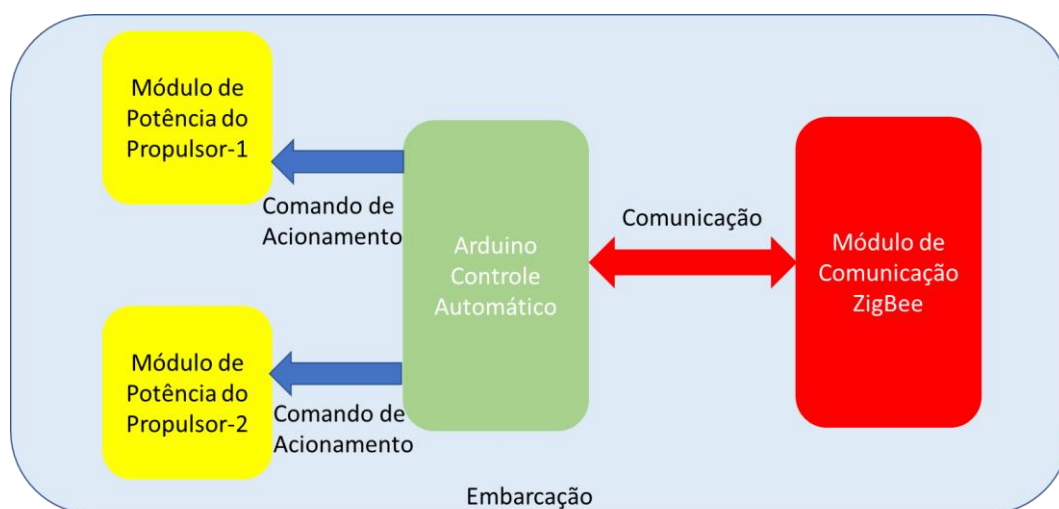 Módulo de
Potência do
Propulsor-1
Comando de
Acionamento
Módulo de
Potência do
Propulsor-2
Comando de
Acionamento
Arduino
Controle
Automático
Comunicação
Módulo de
Comunicação
ZigBee
Embarcação